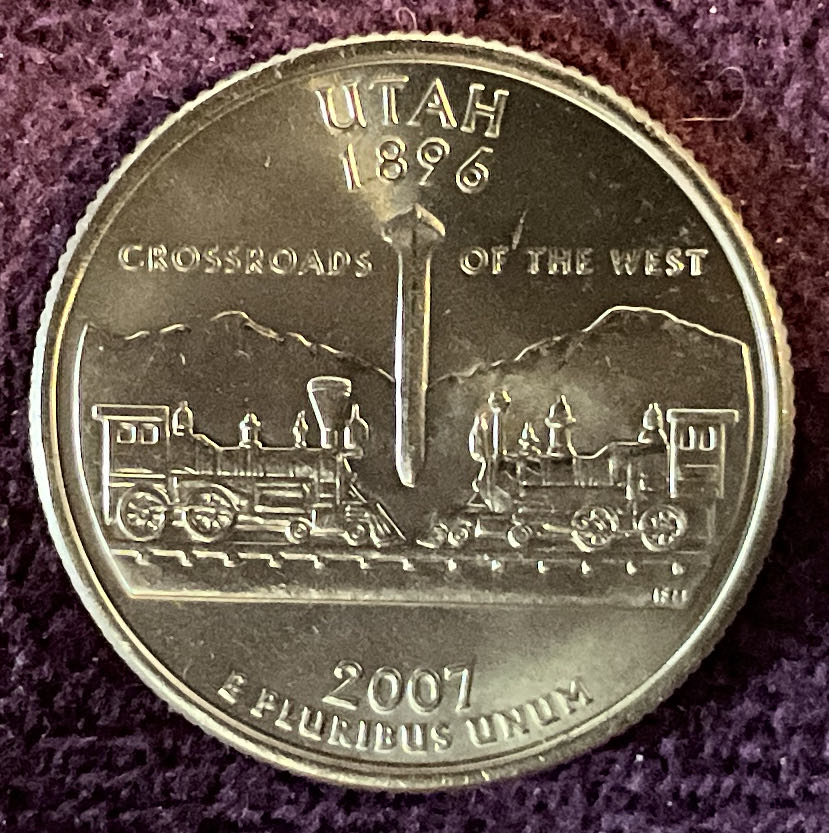 UTAH
1896
CROSSROADS OF THE WEST
2007
E PLURIBUS UNUM